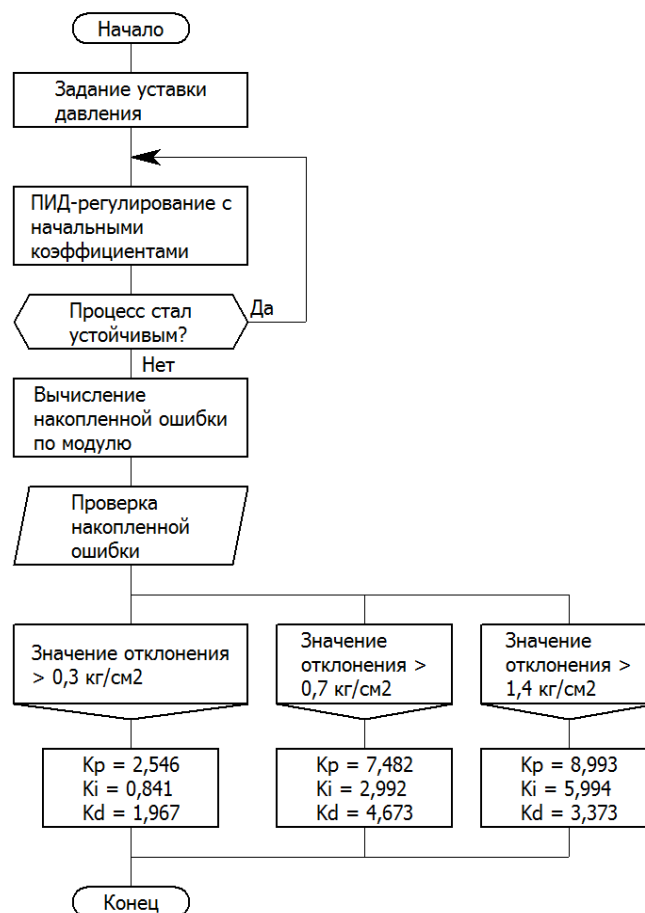 Начало
Задание уставки
давления
ПИД-регулирование с
начальными
коэффициентами
Процесс стал
устойчивым?
Да
Нет
Вычисление
накопленной ошибки
по модулю
Проверка
накопленной
ошибки
Значение отклонения
> 0,3 кг/см2
Значение
отклонения >
0,7 кг/см2
Значение
отклонения >
1,4 кг/см2
Kp = 2,546
Ki = 0,841
Kd = 1,967
Kp = 7,482
Ki = 2,992
Kd = 4,673
Kp = 8,993
Ki = 5,994
Kd = 3,373
Конец